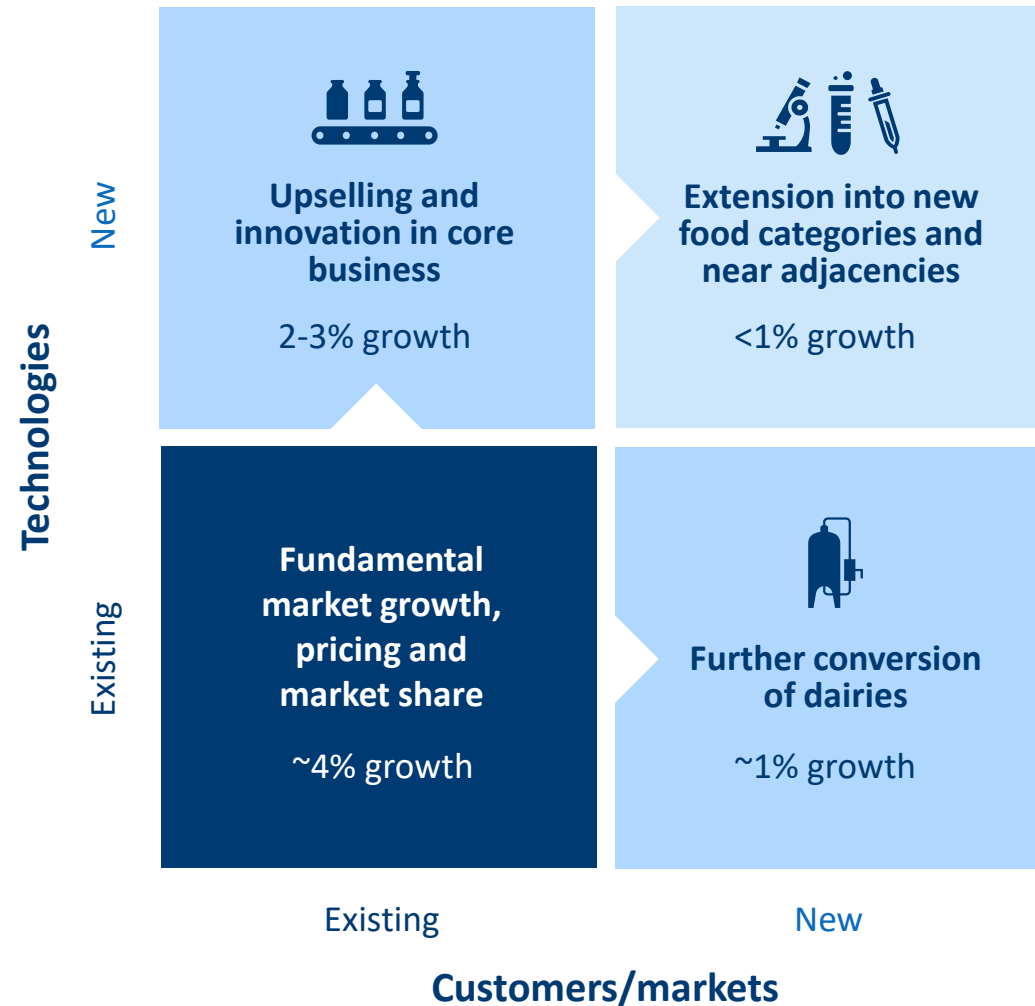 Technologies
New
Upselling and
innovation in core
business
2-3% growth
Extension into new
food categories and
near adjacencies
<1% growth
Existing
Fundamental
market growth,
pricing and
market share
~4% growth
Further conversion
of dairies
~1% growth
Existing
New
Customers/markets